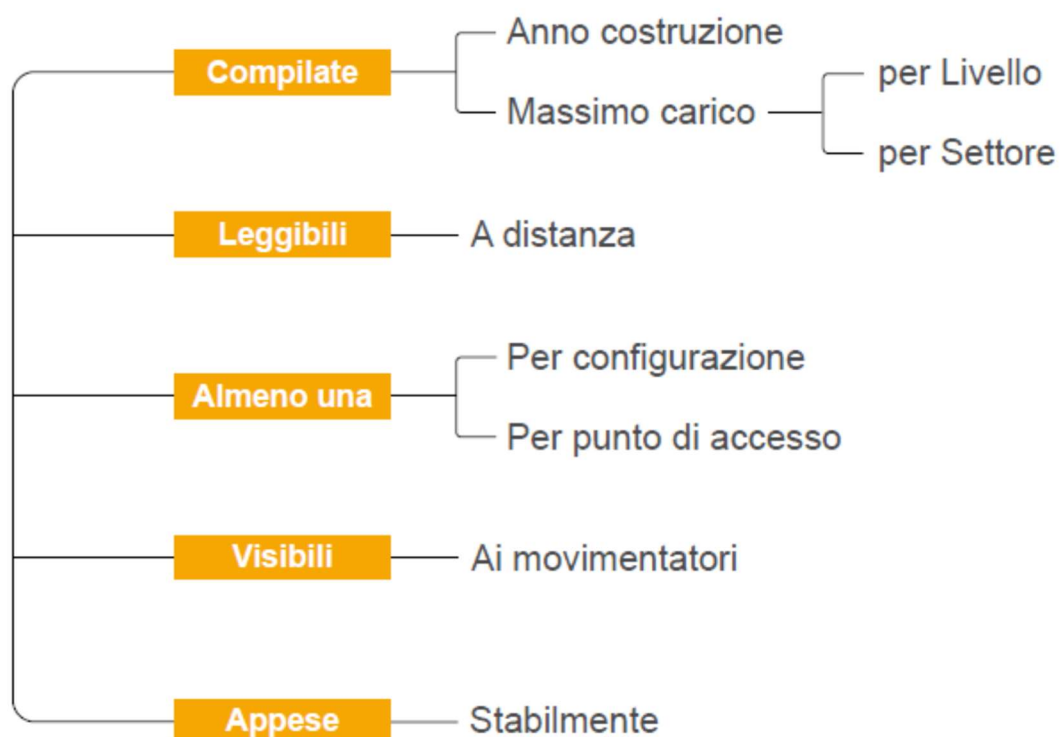 Compilate
Anno costruzione
Massimo carico
per Livello
per Settore
Leggibili
A distanza
Almeno una
Per configurazione
Per punto di accesso
Visibili
Ai movimentatori
Appese
Stabilmente